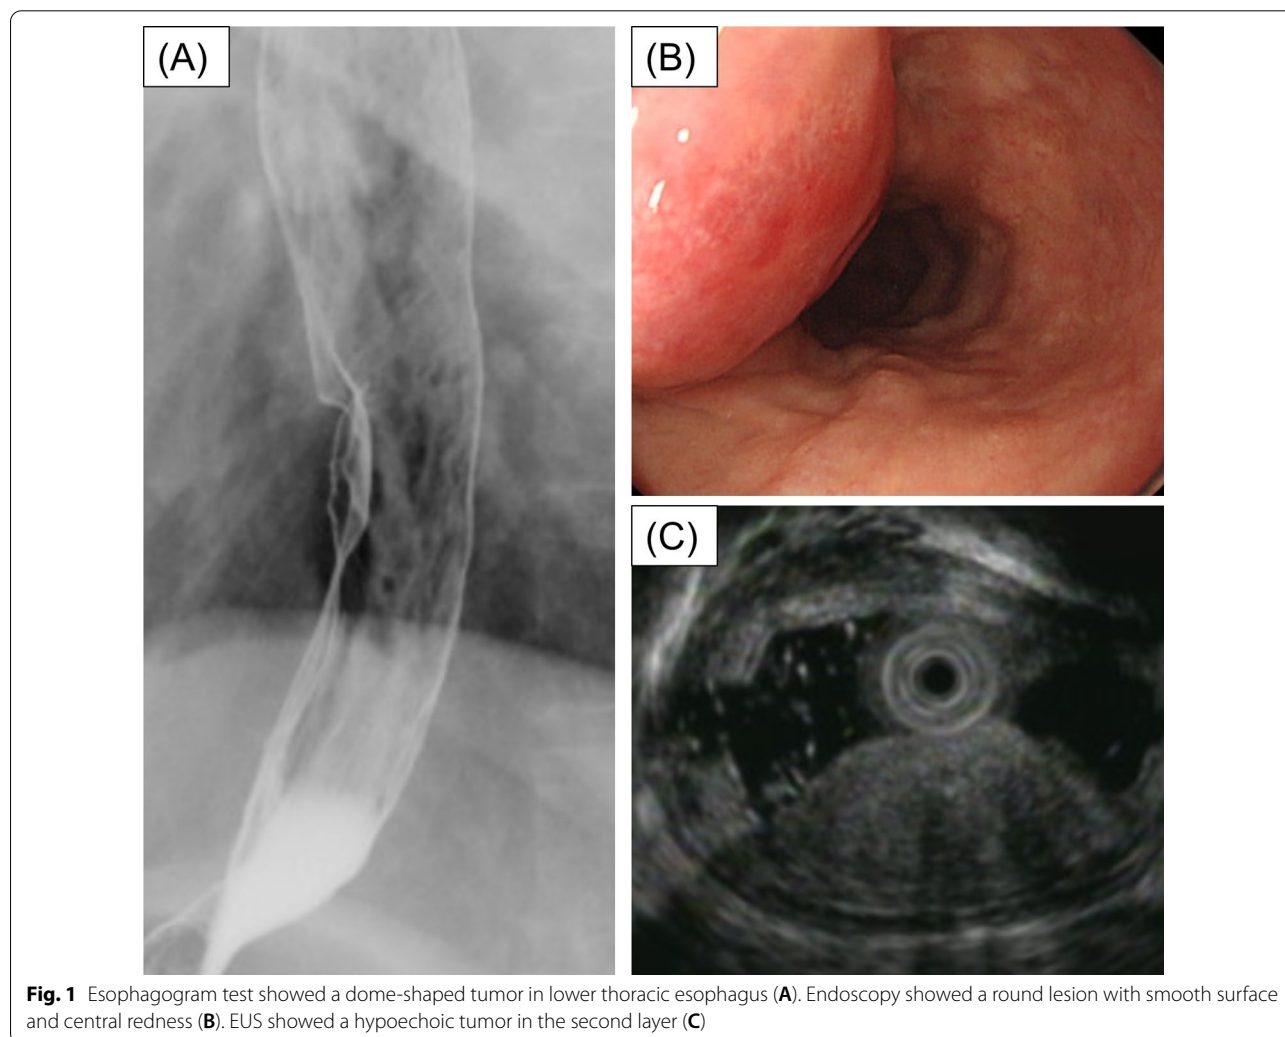 (A)
(B)
(C)
Fig. 1 Esophagogram test showed a dome-shaped tumor in lower thoracic esophagus (A). Endoscopy showed a round lesion with smooth surface
and central redness (B). EUS showed a hypoechoic tumor in the second layer (C)